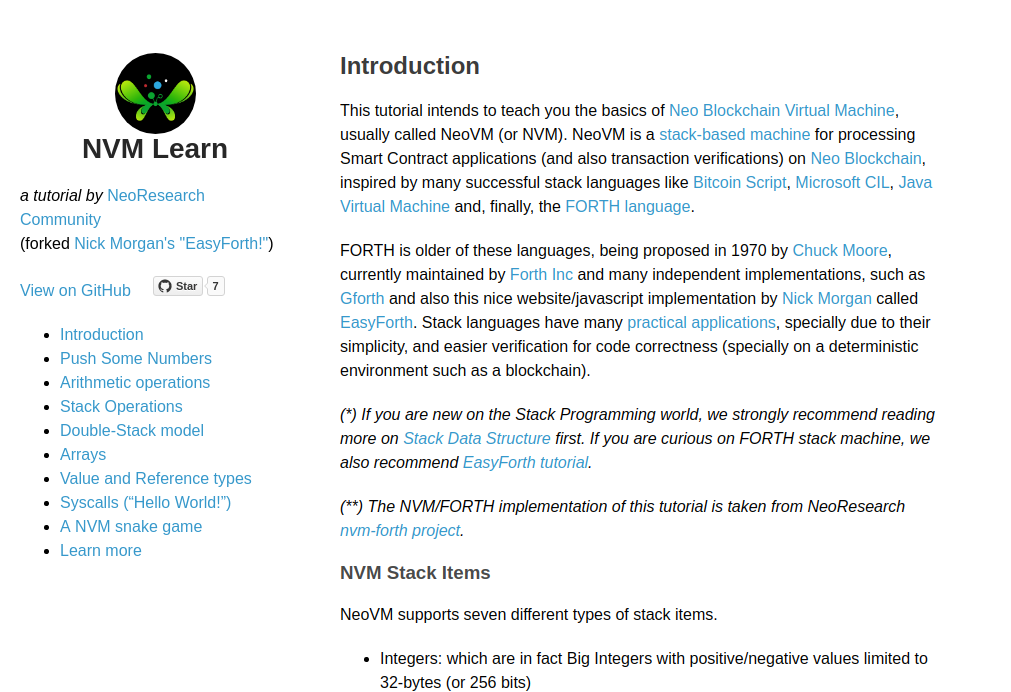 NVM Learn
a tutorial by NeoResearch
Community
(forked Nick Morgan's "EasyForth!")
View on GitHub
Star 7
Introduction
Push Some Numbers
Arithmetic operations
Stack Operations
Double-Stack model
Arrays
Value and Reference types
Syscalls (“Hello World!”)
A NVM snake game
Learn more
Introduction
This tutorial intends to teach you the basics of Neo Blockchain Virtual Machine,
usually called NeoVM (or NVM). NeoVM is a stack-based machine for processing
Smart Contract applications (and also transaction verifications) on Neo Blockchain,
inspired by many successful stack languages like Bitcoin Script, Microsoft CIL, Java
Virtual Machine and, finally, the FORTH language.
FORTH is older of these languages, being proposed in 1970 by Chuck Moore,
currently maintained by Forth Inc and many independent implementations, such as
Gforth and also this nice website/javascript implementation by Nick Morgan called
EasyForth. Stack languages have many practical applications, specially due to their
simplicity, and easier verification for code correctness (specially on a deterministic
environment such as a blockchain).
(*) If you are new on the Stack Programming world, we strongly recommend reading
more on Stack Data Structure first. If you are curious on FORTH stack machine, we
also recommend EasyForth tutorial.
(**) The NVM/FORTH implementation of this tutorial is taken from NeoResearch
nvm-forth project.
NVM Stack Items
NeoVM supports seven different types of stack items.
Integers: which are in fact Big Integers with positive/negative values limited to
32-bytes (or 256 bits)